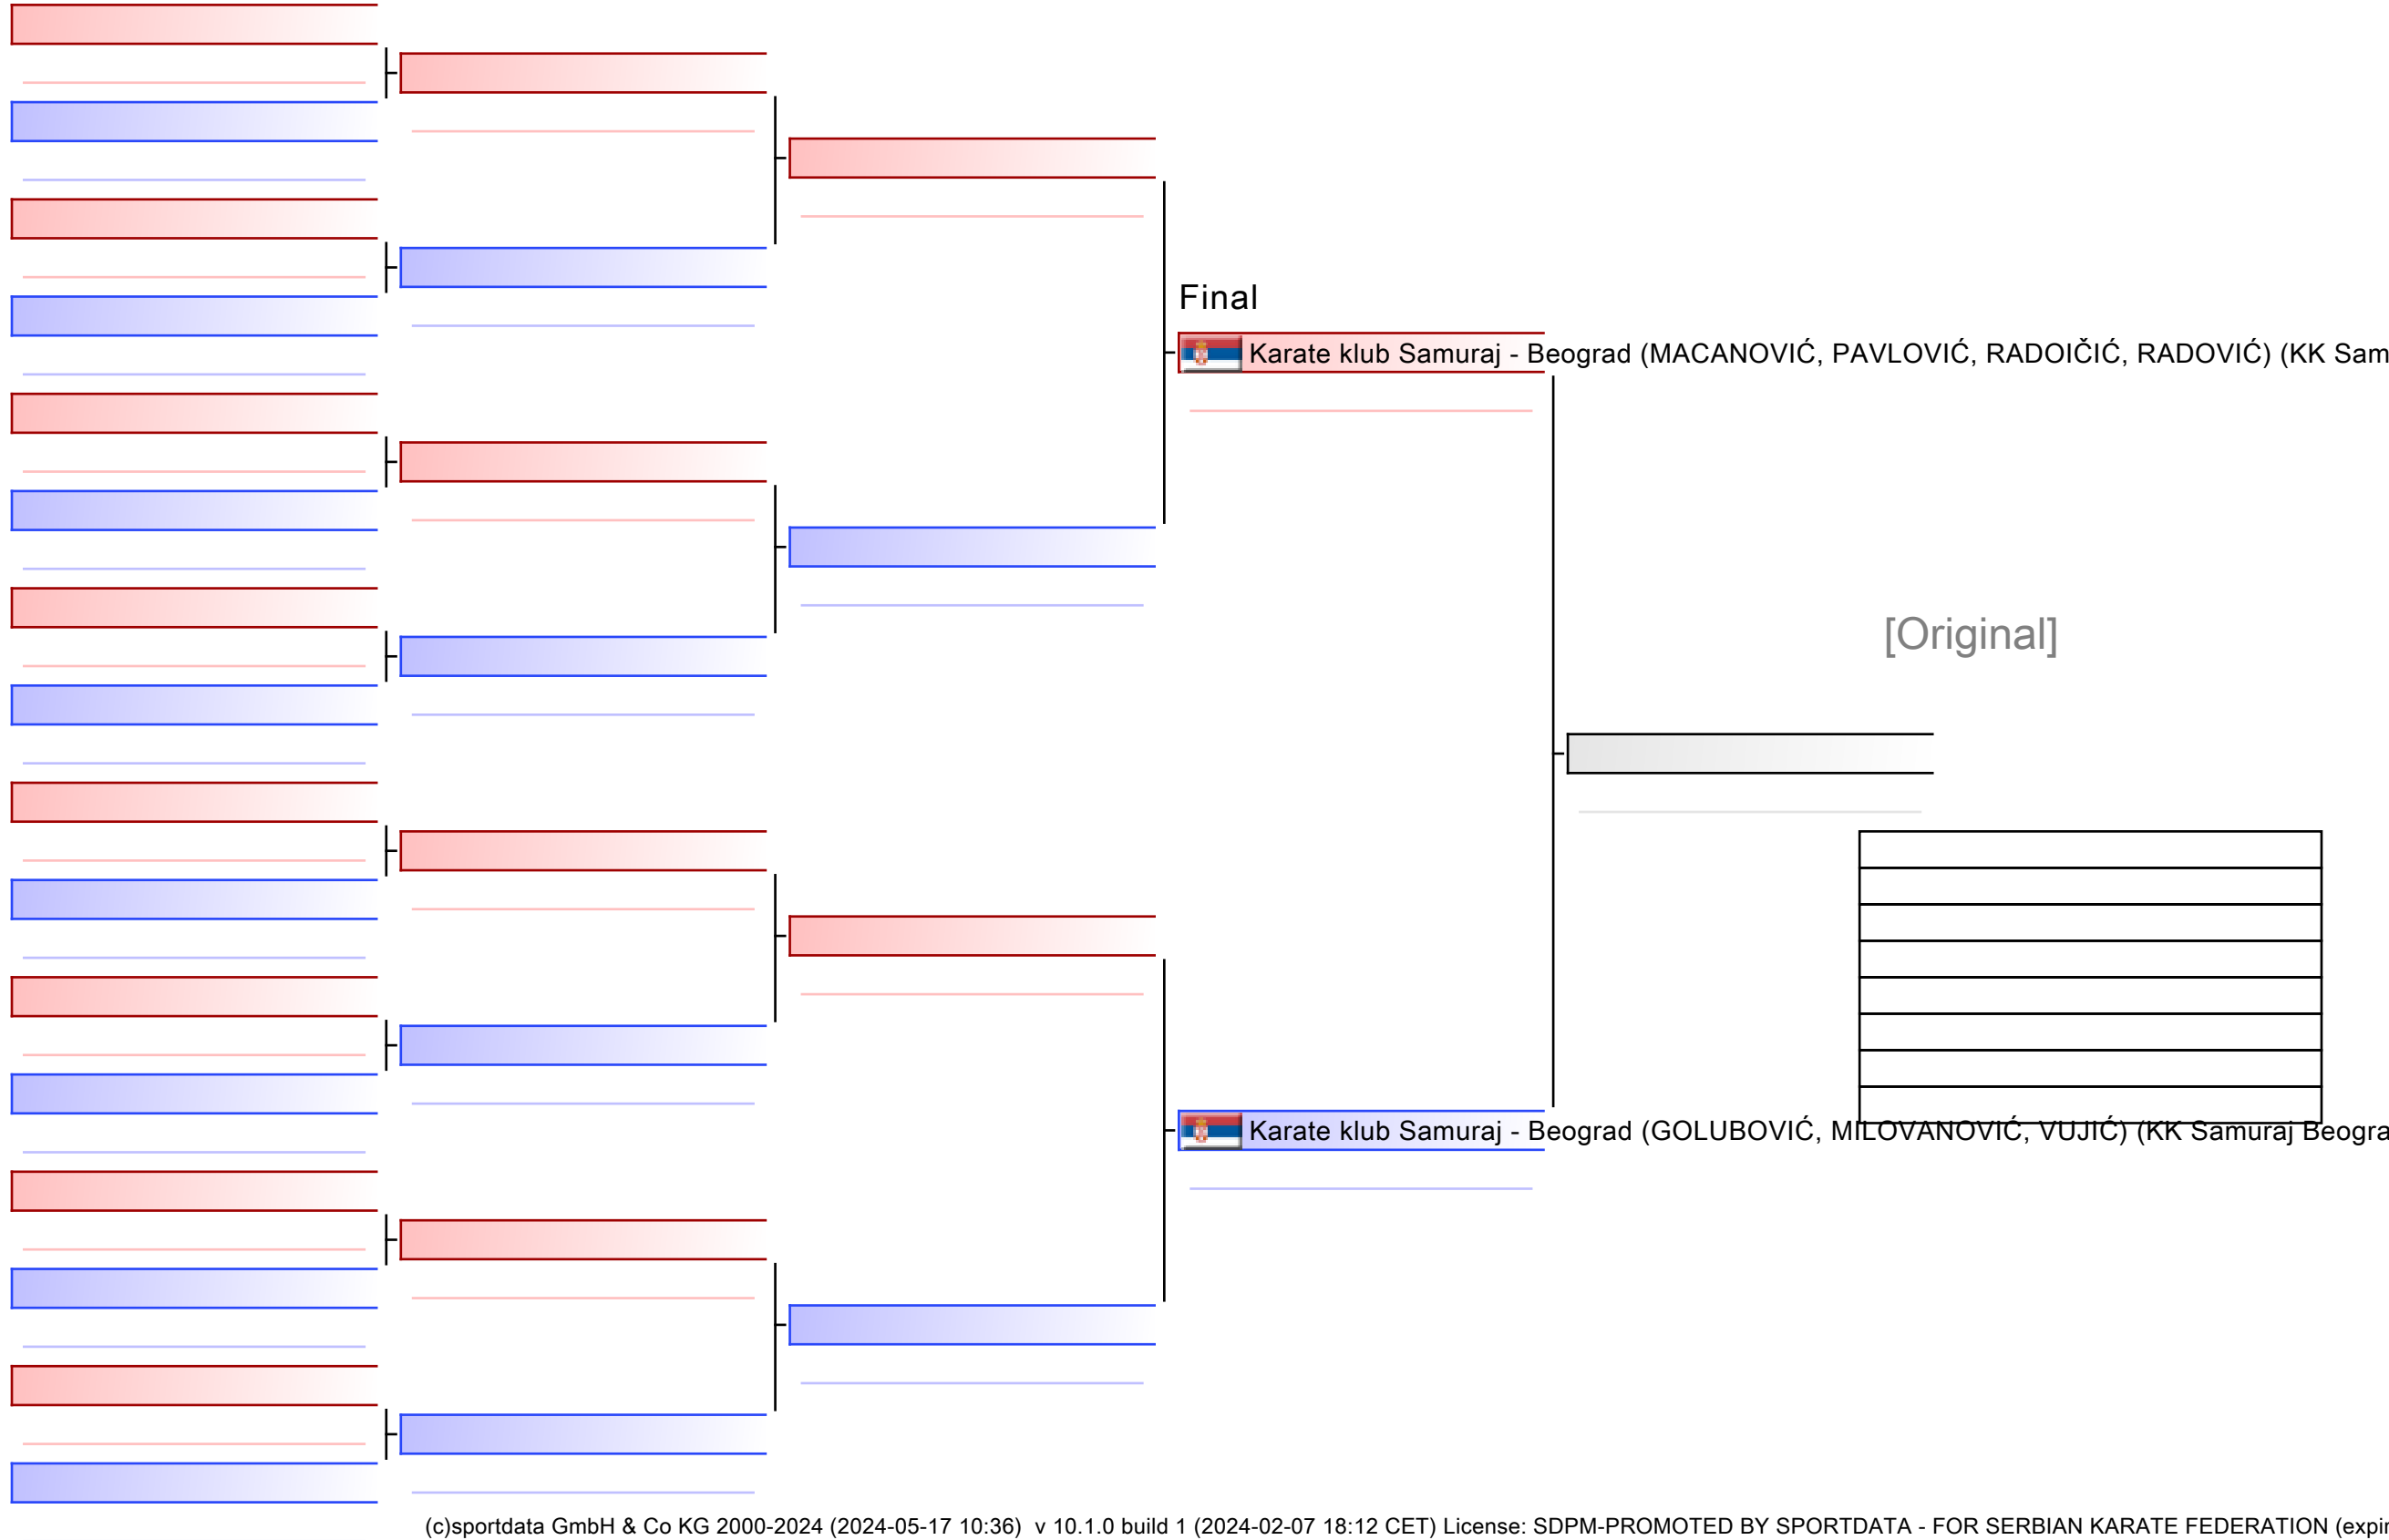 Final
Karate klub Samuraj - Beograd (MACANOVIĆ, PAVLOVIĆ, RADOIČIĆ, RADOVIĆ) (KK Sam
[Original]
Karate klub Samuraj - Beograd (GOLUBOVIĆ, MILOVANOVIĆ, VUJIĆ) (KK Samuraj Beogra
(c)sportdata GmbH & Co KG 2000-2024 (2024-05-17 10:36) v 10.1.0 build 1 (2024-02-07 18:12 CET) License: SDPM-PROMOTED BY SPORTDATA - FOR SERBIAN KARATE FEDERATION (expir